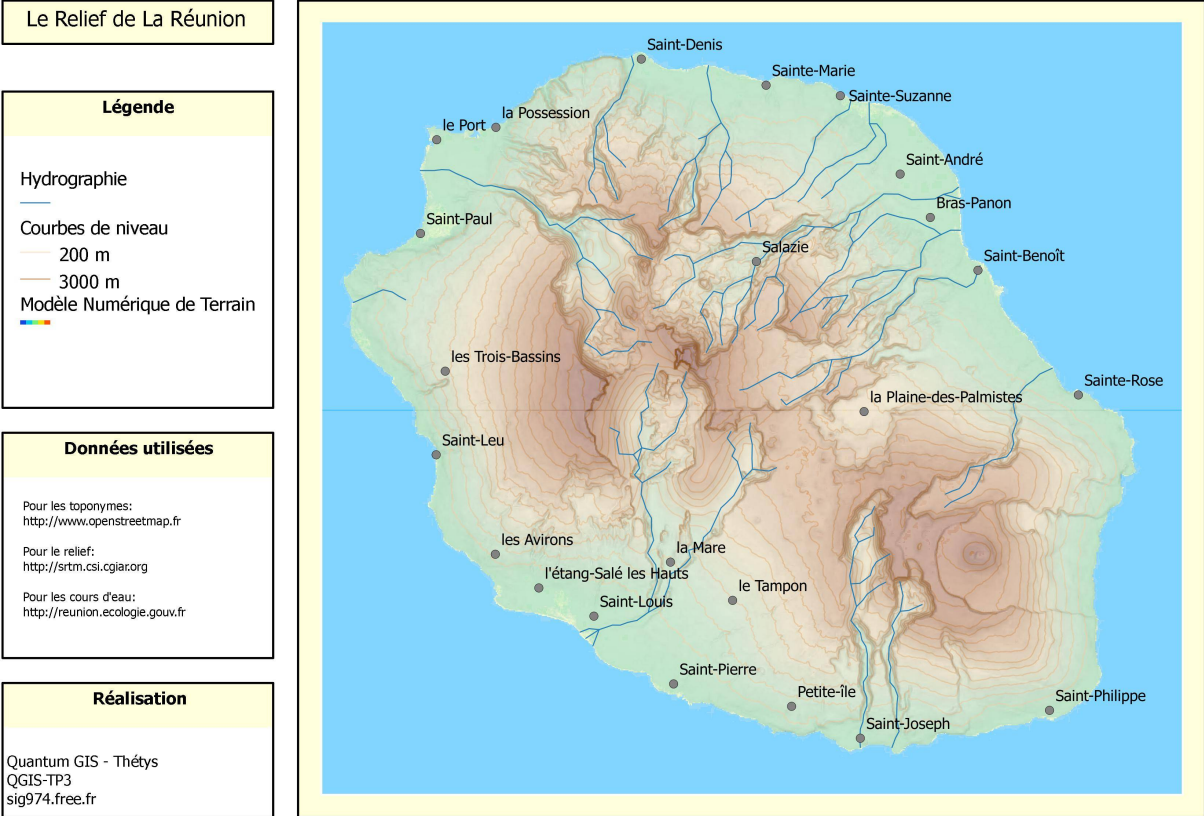 Le Relief de La Réunion
Légende
Hydrographie
Courbes de niveau
200 m
3000 m
Modèle Numérique de Terrain
Données utilisées
Pour les toponymes:
http://www.openstreetmap.fr
Pour le relief:
http://srtm.csi.cgiar.org
Pour les cours d'eau:
http://reunion.ecologie.gouv.fr
Réalisation
Quantum GIS - Thétys
QGIS-TP3
sig974.free.fr
Saint-Denis
Sainte-Marie
Sainte-Suzanne
la Possession
le Port
Saint-André
Bras-Panon
Saint-Paul
Salazie
Saint-Benoît
les Trois-Bassins
Sainte-Rose
la Plaine-des-Palmistes
Saint-Leu
les Avirons
la Mare
l'étang-Salé les Hauts
le Tampon
Saint-Louis
Saint-Pierre
Petite-île
Saint-Philippe
Saint-Joseph